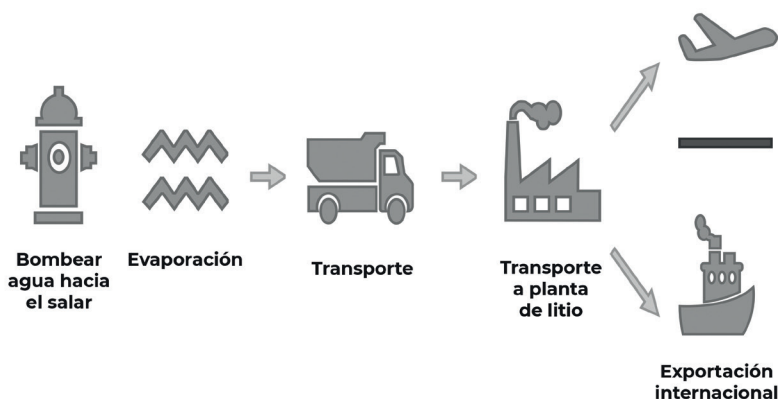 Bombear
agua hacia
el salar
Evaporación
Transporte
Transporte
a planta
de litio
Exportación
internacional